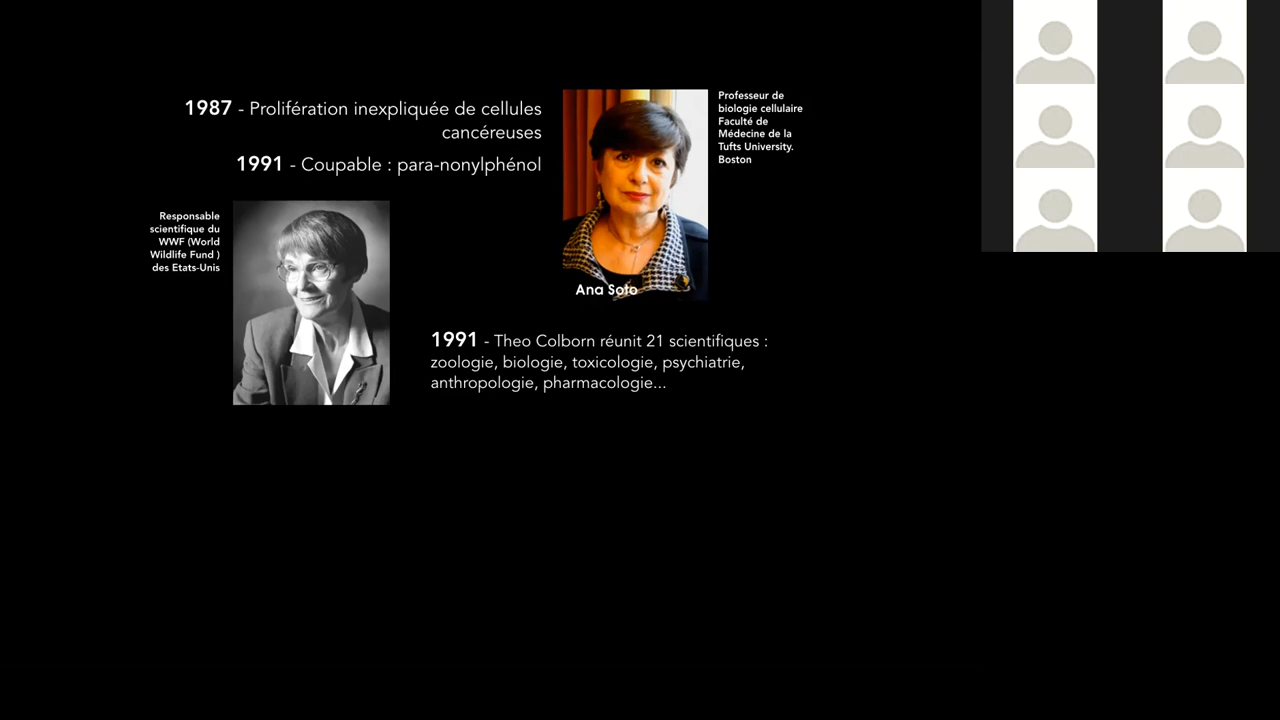 1987 - Prolifération inexpliquée de cellules
cancéreuses
1991 - Coupable : para-nonylphénol
Professeur de
biologie cellulaire
Faculté de
Médecine de la
Tufts University.
Boston
Ana Soto
Responsable
scientifique du
WWF (World
Wildlife Fund )
des Etats-Unis
1991 - Theo Colborn réunit 21 scientifiques :
zoologie, biologie, toxicologie, psychiatrie,
anthropologie, pharmacologie...